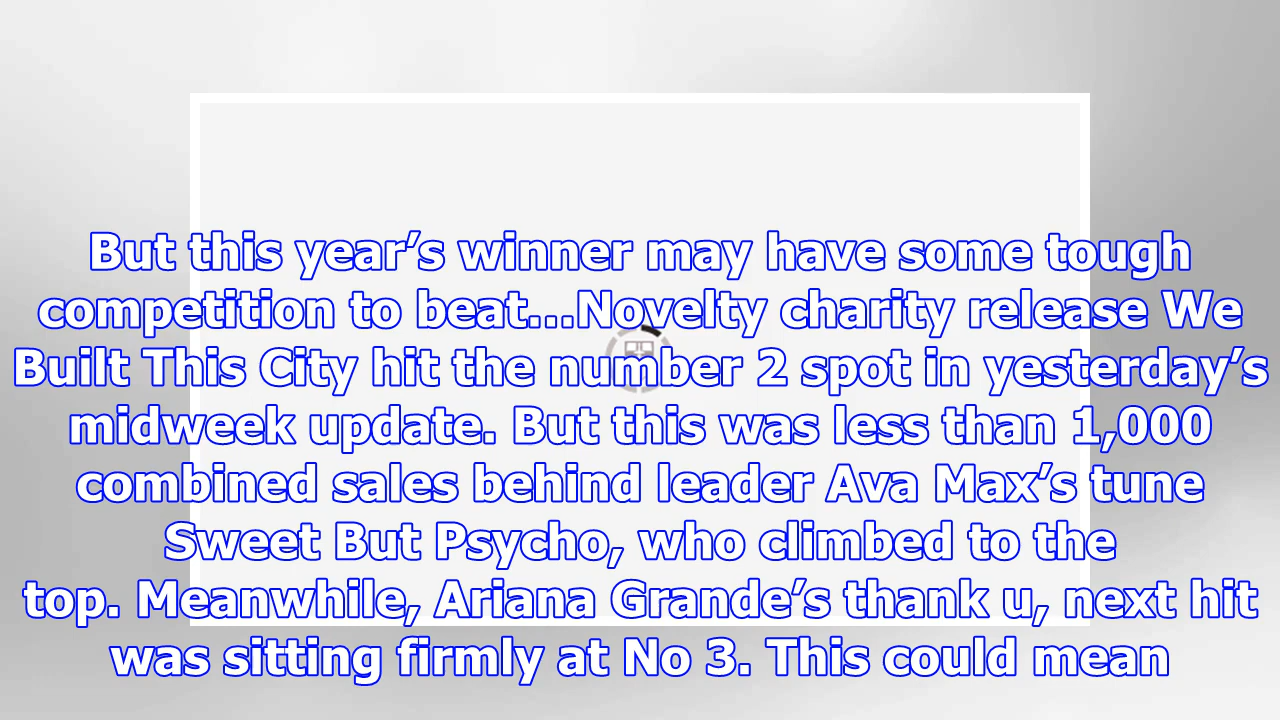 But this year’s winner may have some tough
competition to beat...Novelty charity release We
Built This City hit the number 2 spot in yesterday’s
midweek update. But this was less than 1,000
combined sales behind leader Ava Max’s tune
Sweet But Psycho, who climbed to the
top. Meanwhile, Ariana Grande’s thank u, next hit
was sitting firmly at No 3. This could mean